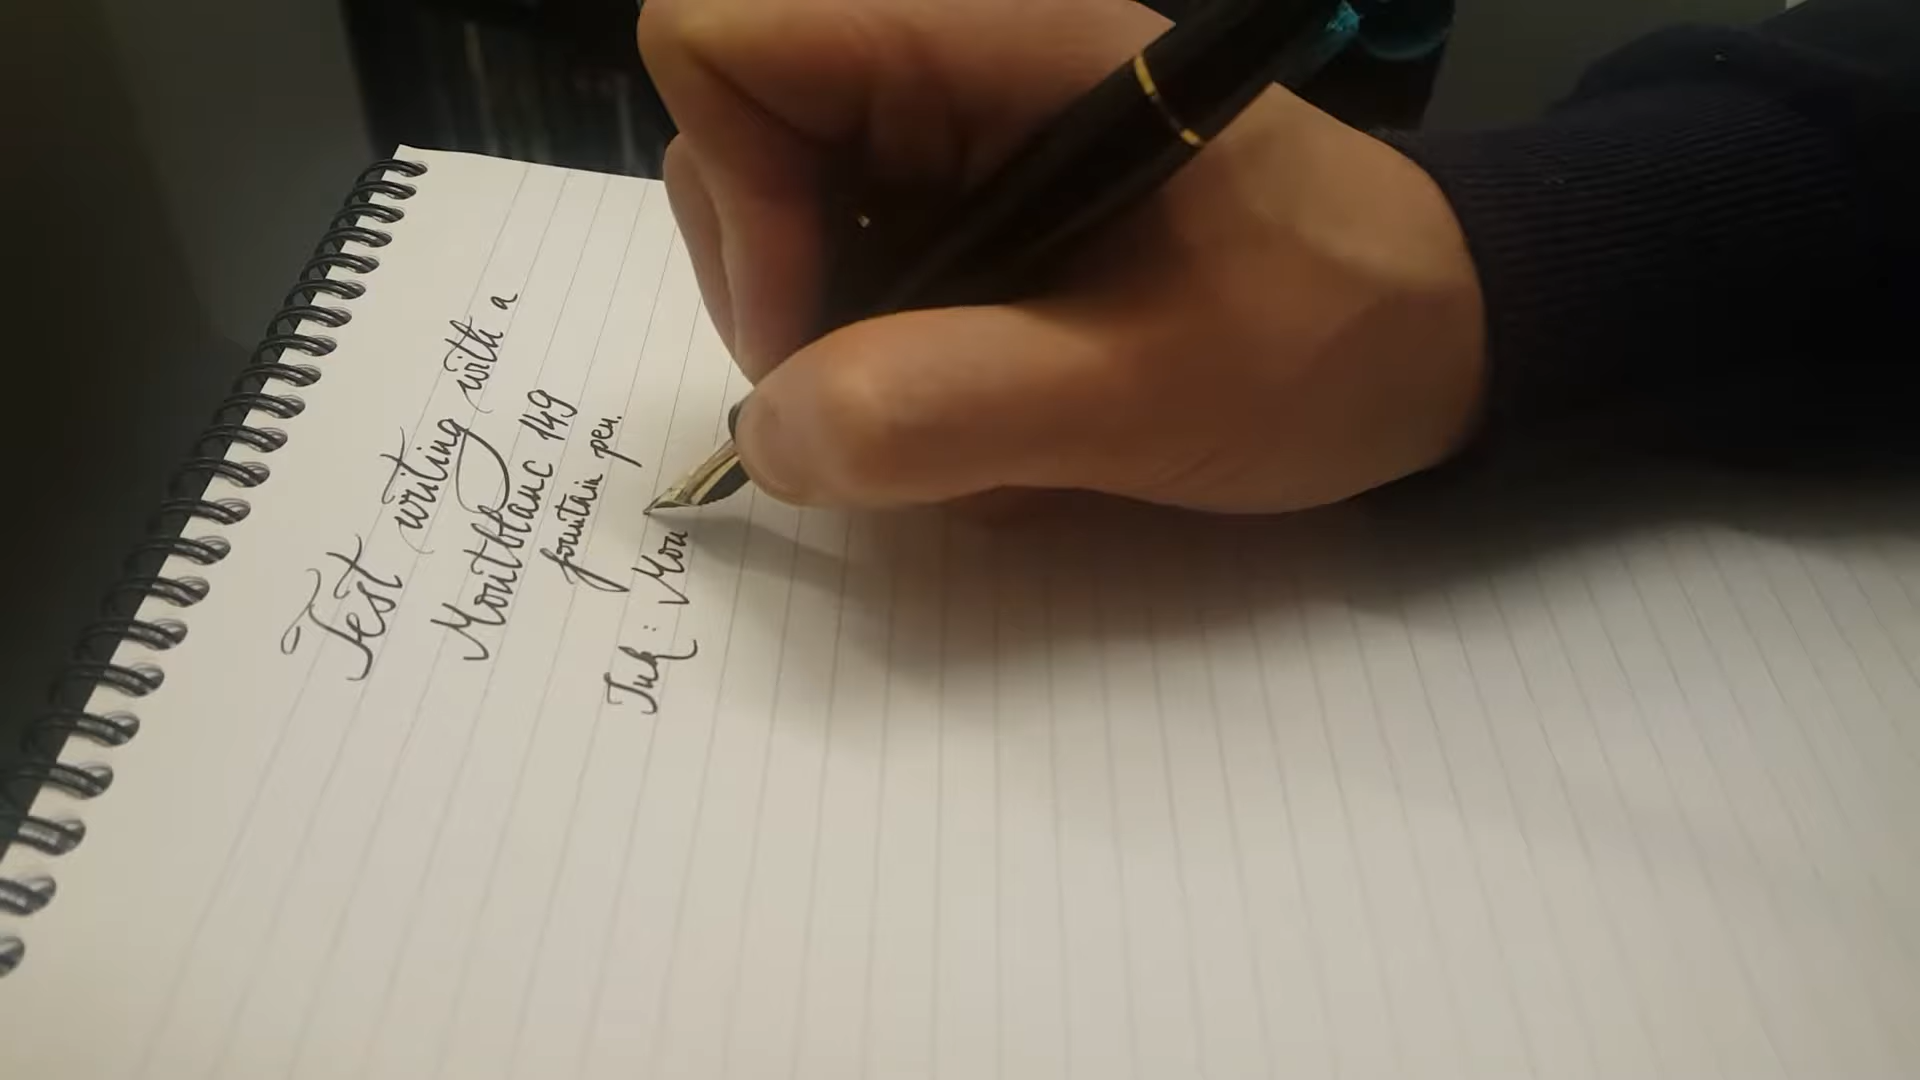 Test writing with a
Montblanc 149
fountain pen.
Ink: Mon